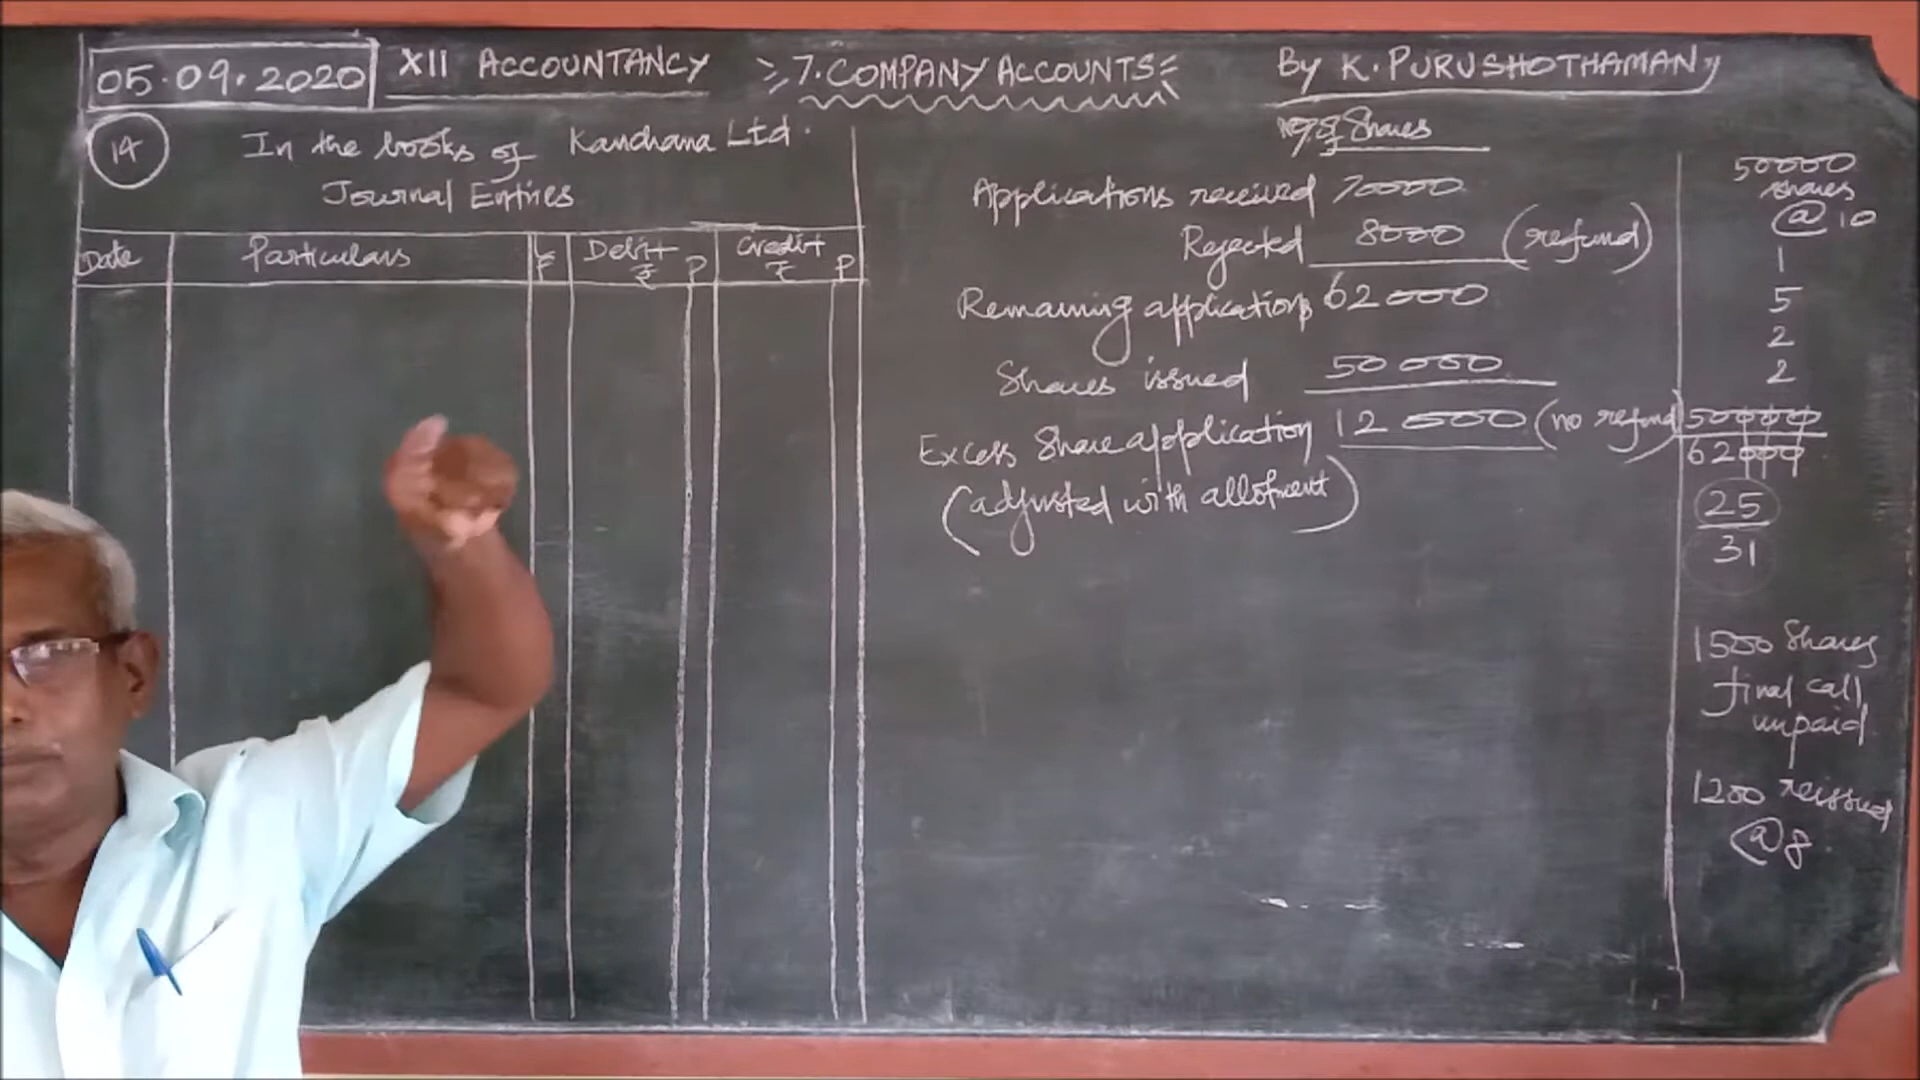 05.09.2020
XII ACCOUNTANCY
7. COMPANY ACCOUNTS
By K. PURUSHOTHAMAN
14
In the books of Kanchana Ltd.
Journal Entries
Date Particulars Debit ₹ P Credit ₹ P
No. of Shares
Applications received 70000
Rejected 8000 (refund)
Remaining applications 62000
Shares issued 50000
Excess Share application 12000 (no refund)
(adjusted with allotment)
50000
shares
@ 10
1
5
2
2
50000
62000
25
31
1500 Shares
final call
unpaid
1200 reissued
@ 8